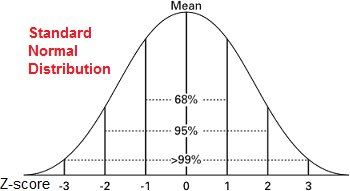 Mean
Standard
Normal
Distribution
68%
95%
>99%
Z-score -3 -2 -1 0 1 2 3